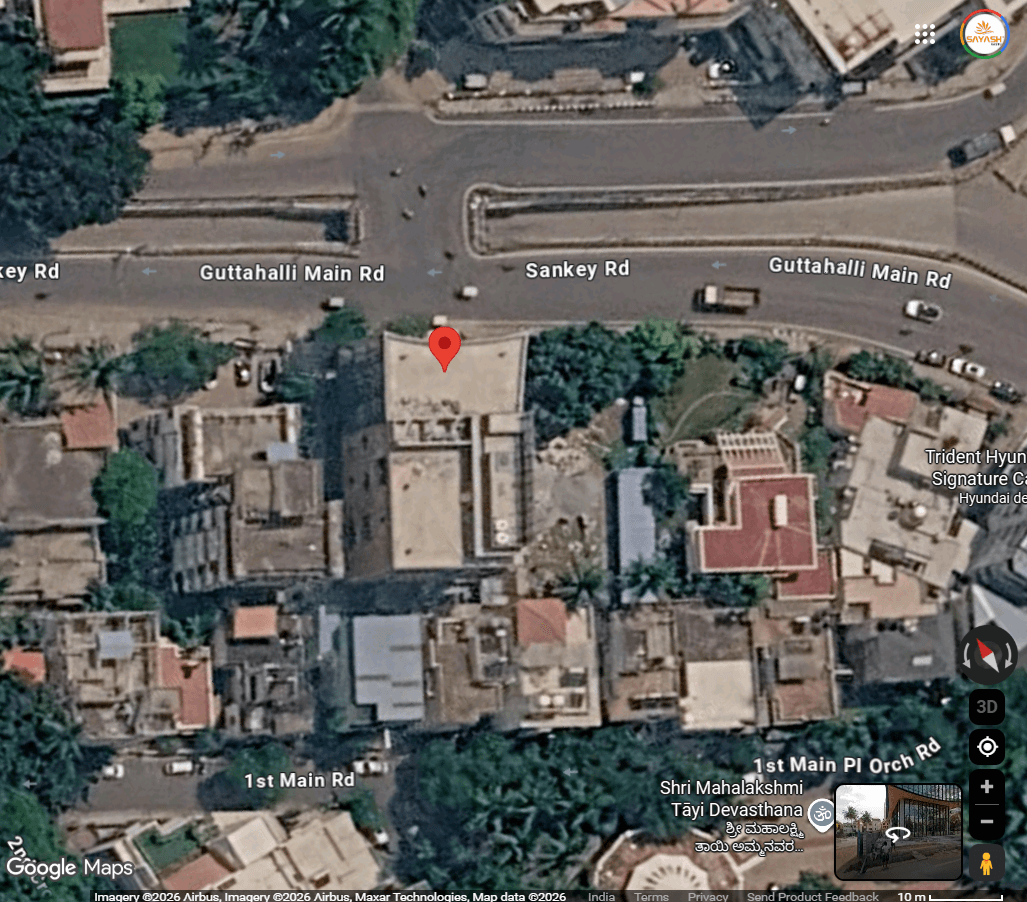 SAYASHT
key Rd
Guttahalli Main Rd
Sankey Rd
Guttahalli Main Rd
Trident Hyun
Signature Ca
Hyundai de
3D
1st Main Rd
1st Main Pl Orch Rd
Shri Mahalakshmi
Tāyi Devasthana
ಶ್ರೀ ಮಹಾಲಕ್ಷ್ಮಿ
ತಾಯಿ ಅಮ್ಮನವರ...
Google Maps
Imagery ©2026 Airbus, Imagery ©2026 Airbus, Maxar Technologies, Map data ©2026 India Terms Privacy Send Product Feedback 10 m